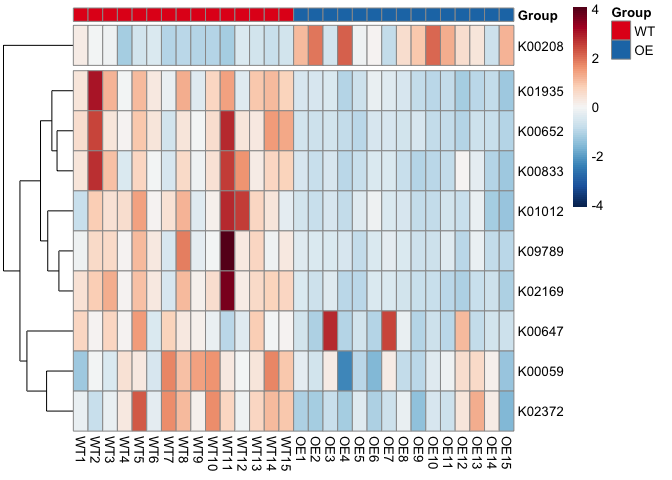 Group
K00208
K01935
K00652
K00833
K01012
K09789
K02169
K00647
K00059
K02372
WT1 WT2 WT3 WT4 WT5 WT6 WT7 WT8 WT9 WT10 WT11 WT12 WT13 WT14 WT15 OE1 OE2 OE3 OE4 OE5 OE6 OE7 OE8 OE9 OE10 OE11 OE12 OE13 OE14 OE15
4
2
0
-2
-4
Group
WT
OE